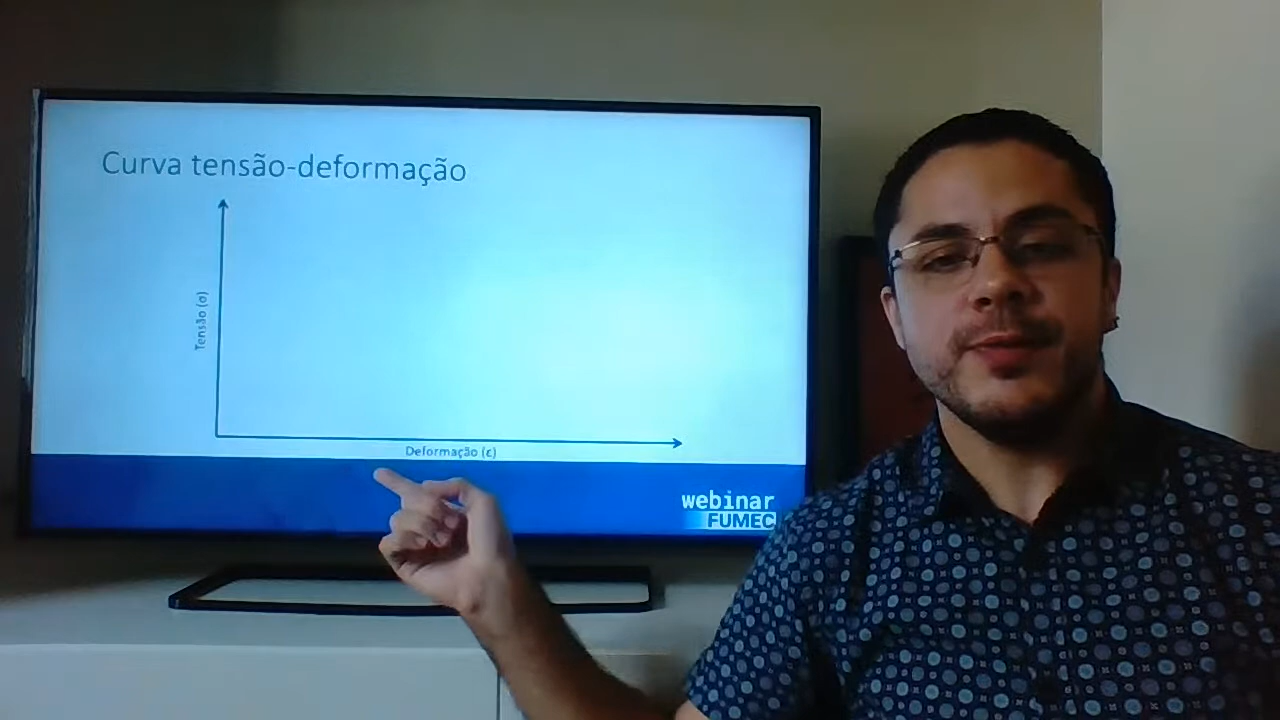 Curva tensão-deformação
Tensão (σ)
Deformação (ε)
webinar
FUMEC